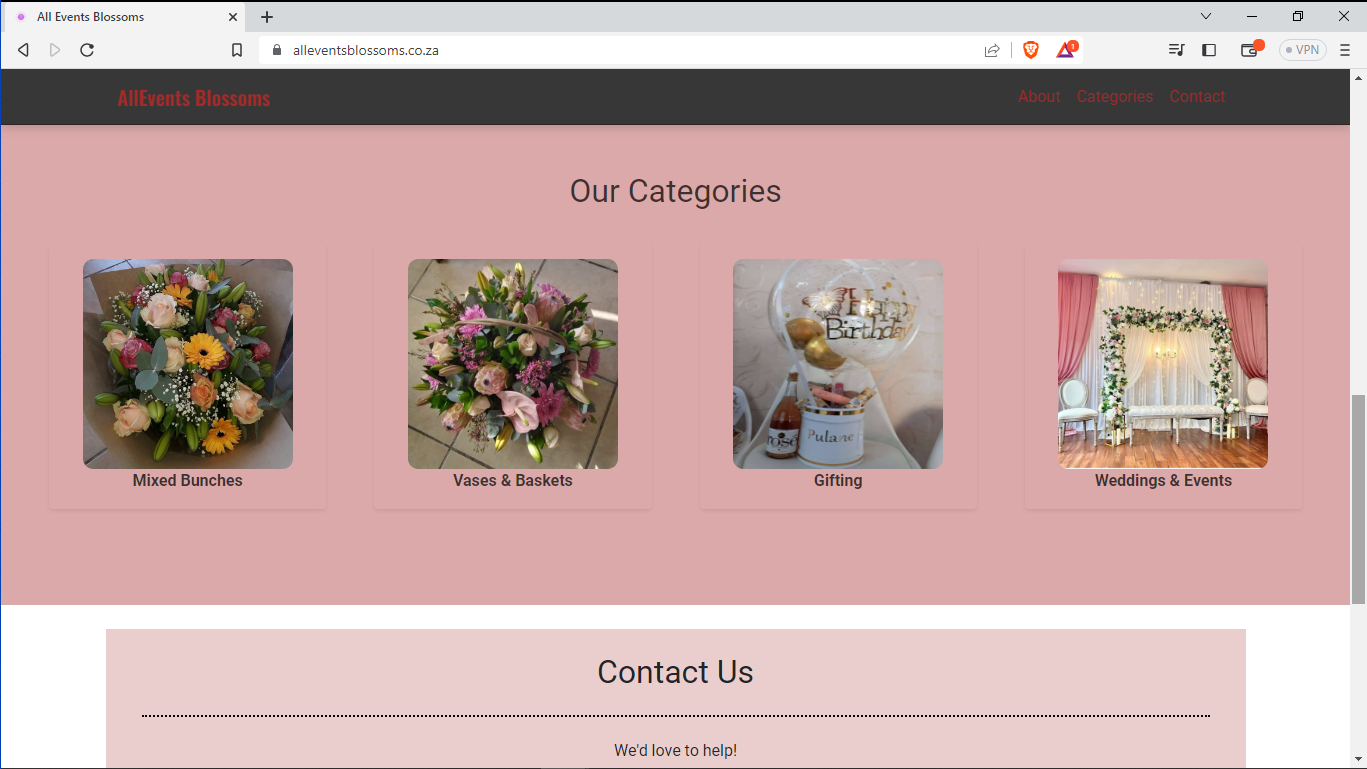 All Events Blossoms
alleventsblossoms.co.za
1
VPN
AllEvents Blossoms
About Categories Contact
Our Categories
Happy
Birthday
rosé
Pulane
Mixed Bunches
Vases & Baskets
Gifting
Weddings & Events
Contact Us
We'd love to help!